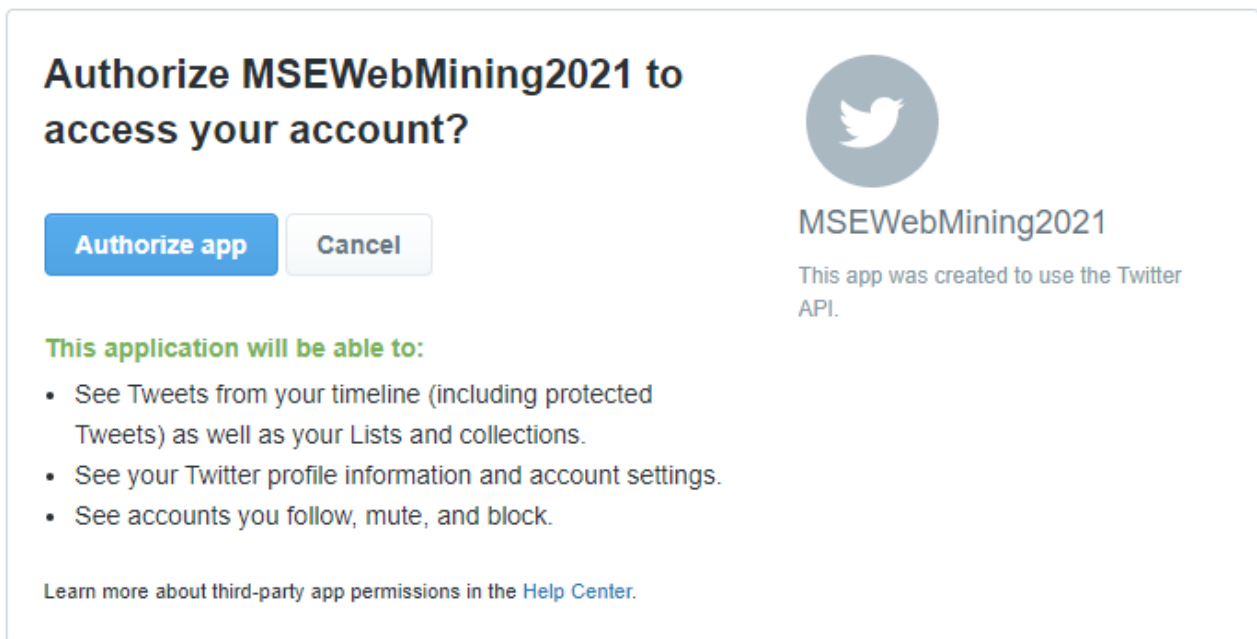 Authorize MSEWebMining2021 to
access your account?
Authorize app
Cancel
This application will be able to:
• See Tweets from your timeline (including protected
Tweets) as well as your Lists and collections.
• See your Twitter profile information and account settings.
• See accounts you follow, mute, and block.
Learn more about third-party app permissions in the Help Center.
MSEWebMining2021
This app was created to use the Twitter
API.